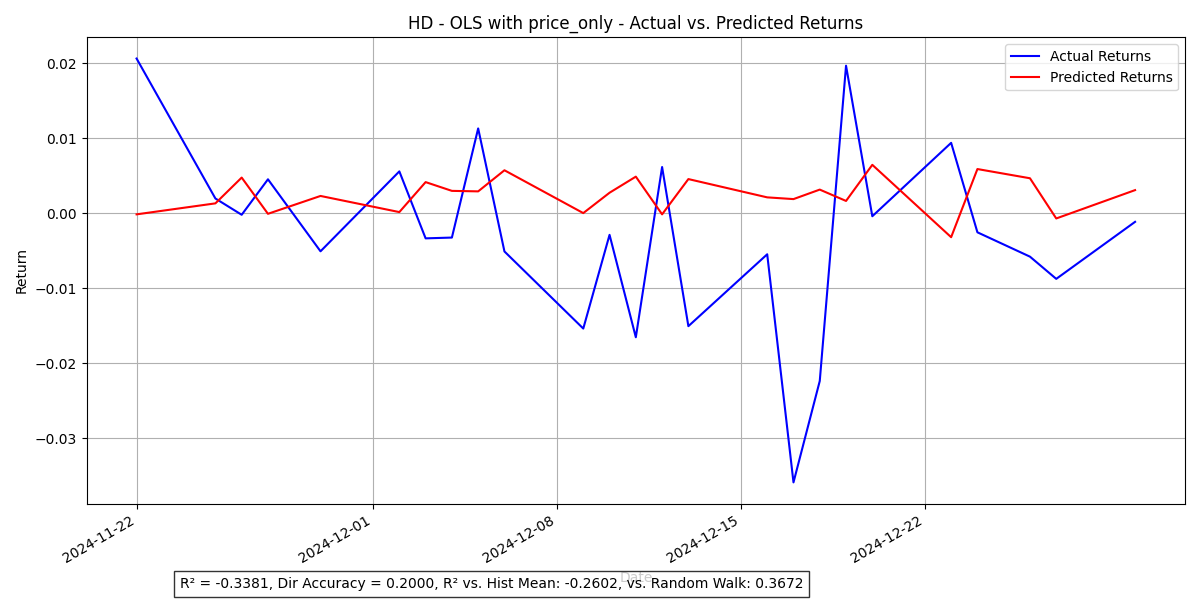 HD - OLS with price_only - Actual vs. Predicted Returns
Actual Returns
Predicted Returns
0.02
0.01
0.00
−0.01
−0.02
−0.03
Return
2024-11-22
2024-12-01
2024-12-08
2024-12-15
2024-12-22
Date
R² = -0.3381, Dir Accuracy = 0.2000, R² vs. Hist Mean: -0.2602, vs. Random Walk: 0.3672